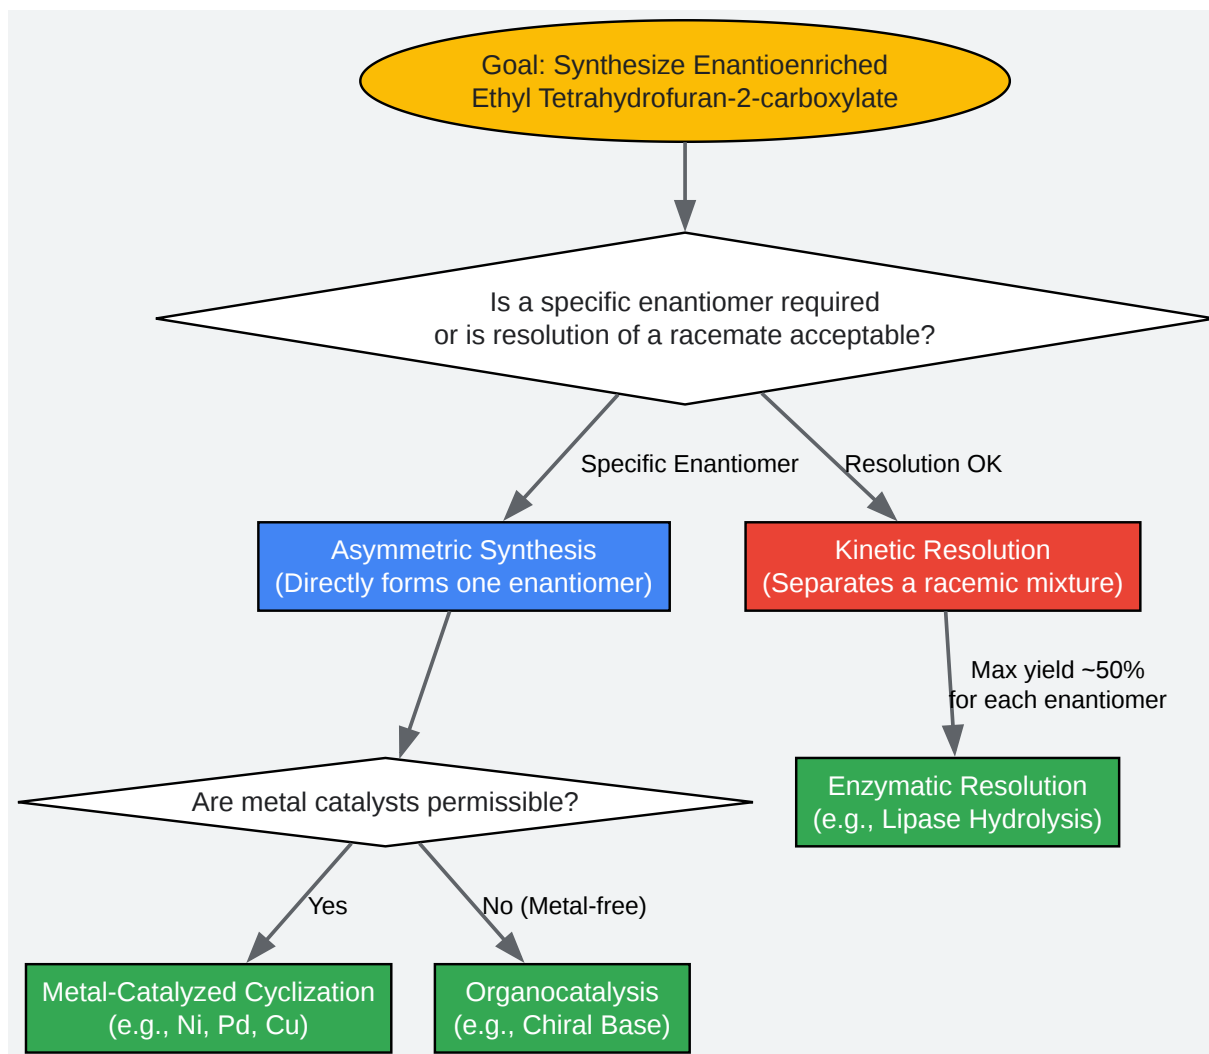 Goal: Synthesize Enantioenriched
Ethyl Tetrahydrofuran-2-carboxylate
Is a specific enantiomer required
or is resolution of a racemate acceptable?
Specific Enantiomer
Resolution OK
Asymmetric Synthesis
(Directly forms one enantiomer)
Kinetic Resolution
(Separates a racemic mixture)
Max yield ~50%
for each enantiomer
Are metal catalysts permissible?
Enzymatic Resolution
(e.g., Lipase Hydrolysis)
Yes
No (Metal-free)
Metal-Catalyzed Cyclization
(e.g., Ni, Pd, Cu)
Organocatalysis
(e.g., Chiral Base)